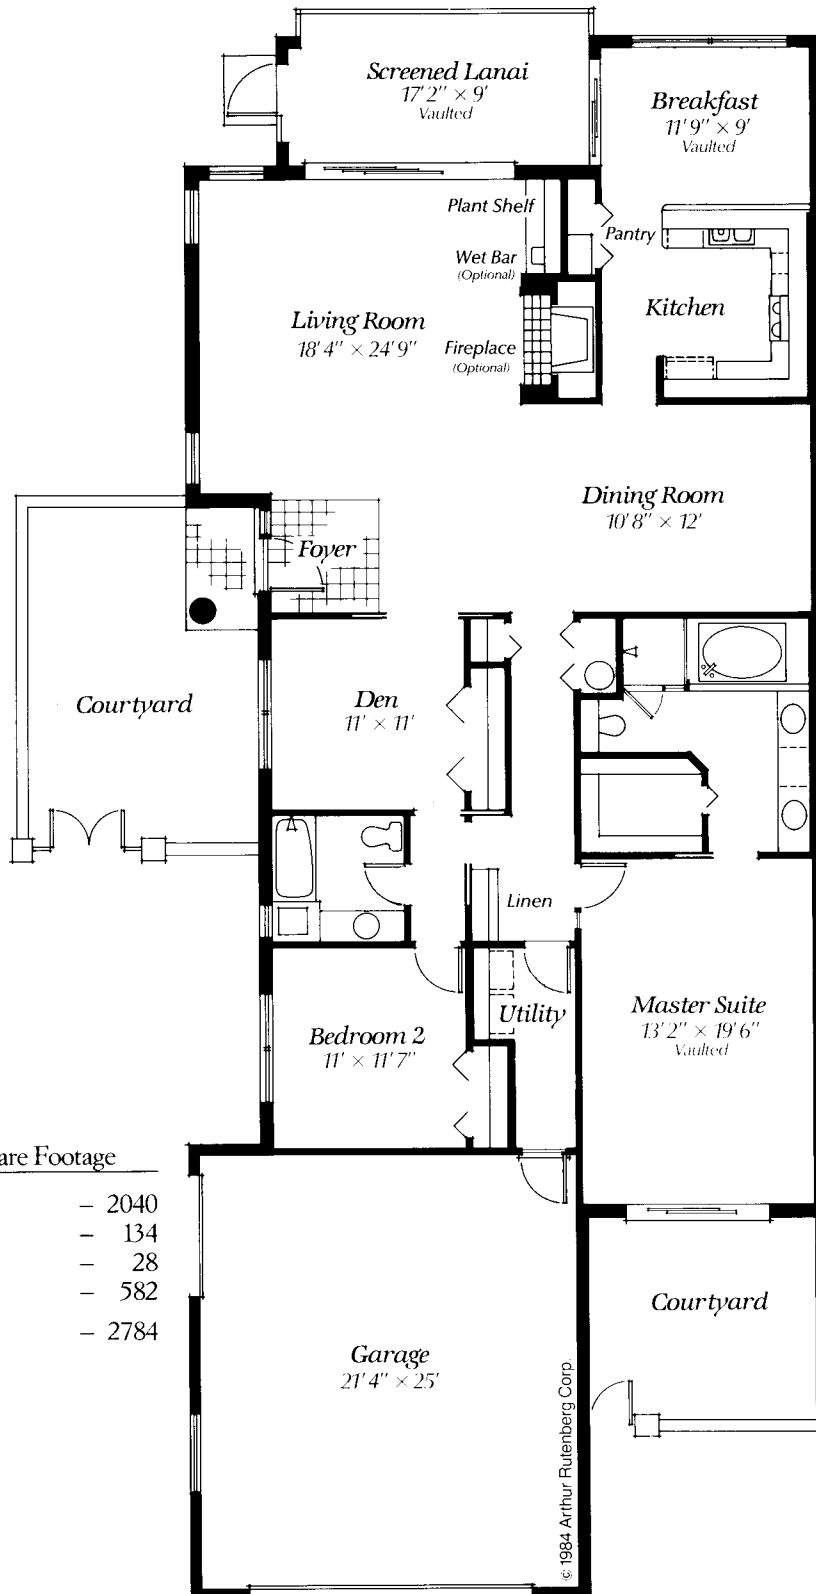 Screened Lanai
17'2" × 9'
Vaulted
Breakfast
11'9" × 9'
Vaulted
Plant Shelf
Pantry
Wet Bar
(Optional)
Kitchen
Living Room
18'4" × 24'9"
Fireplace
(Optional)
Dining Room
10'8" × 12'
Foyer
Courtyard
Den
11' × 11'
Linen
Utility
Master Suite
13'2" × 19'6"
Vaulted
Bedroom 2
11' × 11'7"
are Footage
– 2040
– 134
– 28
– 582
– 2784
Courtyard
Garage
21'4" × 25'
© 1984 Arthur Rutenberg Corp.